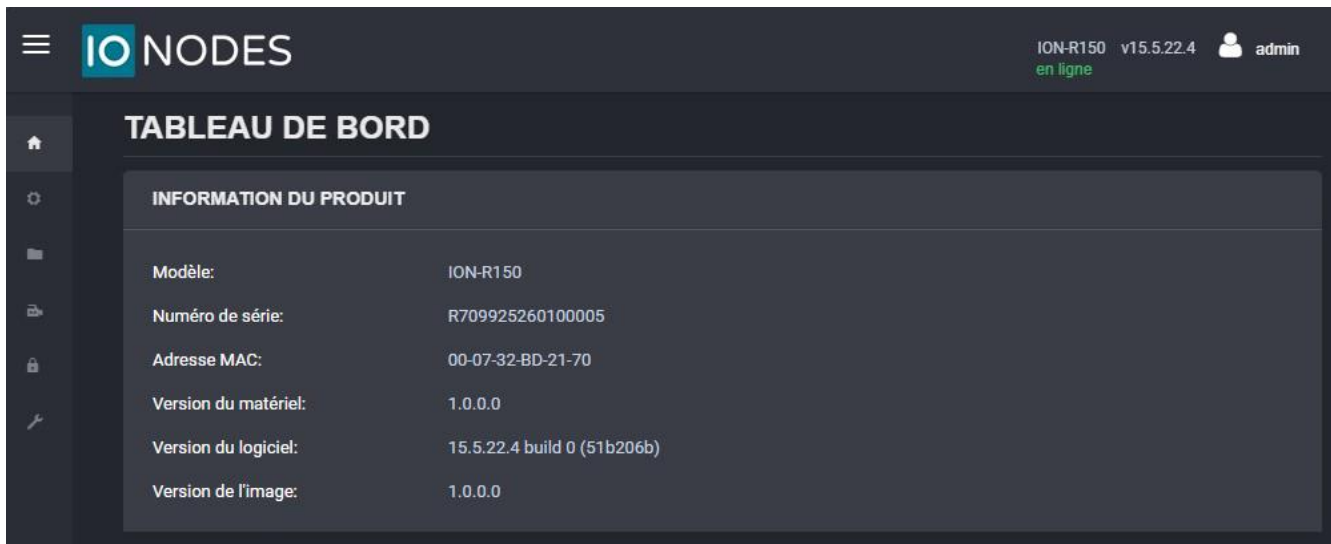 IO NODES
ION-R150 v15.5.22.4 admin
en ligne
TABLEAU DE BORD
INFORMATION DU PRODUIT
Modèle: ION-R150
Numéro de série: R709925260100005
Adresse MAC: 00-07-32-BD-21-70
Version du matériel: 1.0.0.0
Version du logiciel: 15.5.22.4 build 0 (51b206b)
Version de l'image: 1.0.0.0